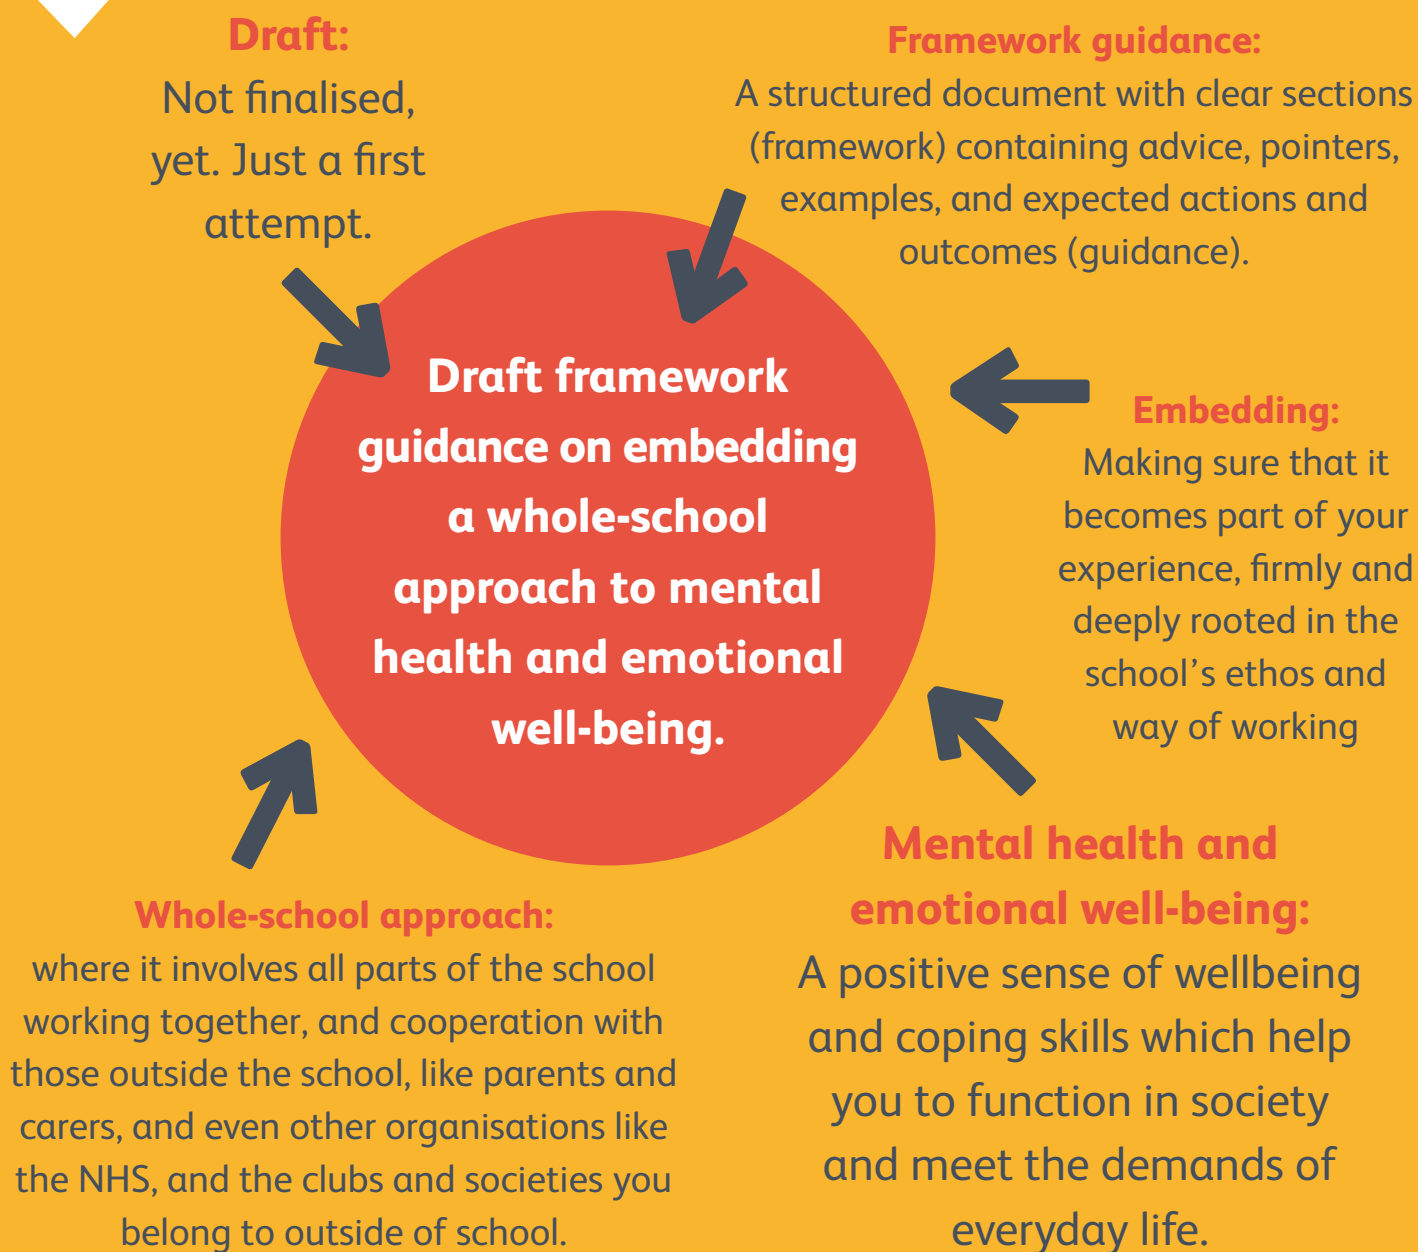 Draft:
Not finalised,
yet. Just a first
attempt.
Framework guidance:
A structured document with clear sections
(framework) containing advice, pointers,
examples, and expected actions and
outcomes (guidance).
Draft framework
guidance on embedding
a whole-school
approach to mental
health and emotional
well-being.
Embedding:
Making sure that it
becomes part of your
experience, firmly and
deeply rooted in the
school's ethos and
way of working
Whole-school approach:
where it involves all parts of the school
working together, and cooperation with
those outside the school, like parents and
carers, and even other organisations like
the NHS, and the clubs and societies you
belong to outside of school.
Mental health and
emotional well-being:
A positive sense of wellbeing
and coping skills which help
you to function in society
and meet the demands of
everyday life.